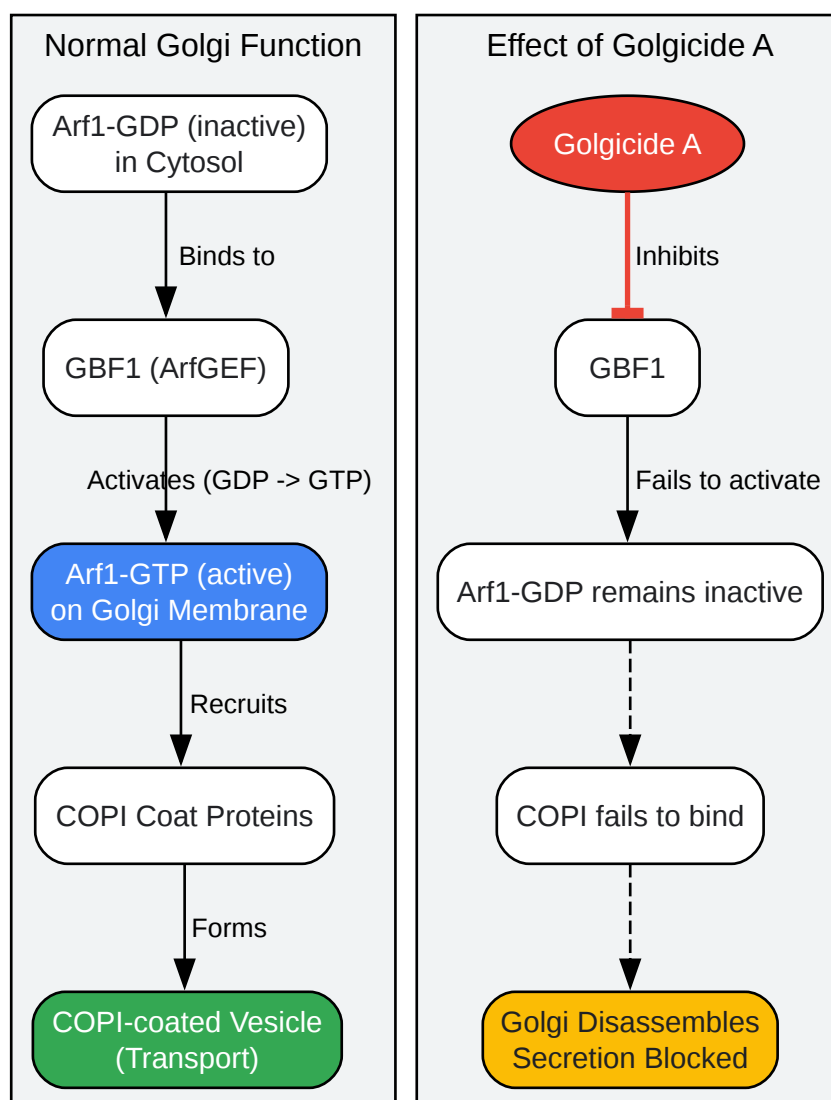 Normal Golgi Function
Arf1-GDP (inactive)
in Cytosol
Binds to
GBF1 (ArfGEF)
Activates (GDP -> GTP)
Arf1-GTP (active)
on Golgi Membrane
Recruits
COPI Coat Proteins
Forms
COPI-coated Vesicle
(Transport)
Effect of Golgicide A
Golgicide A
Inhibits
GBF1
Fails to activate
Arf1-GDP remains inactive
COPI fails to bind
Golgi Disassembles
Secretion Blocked